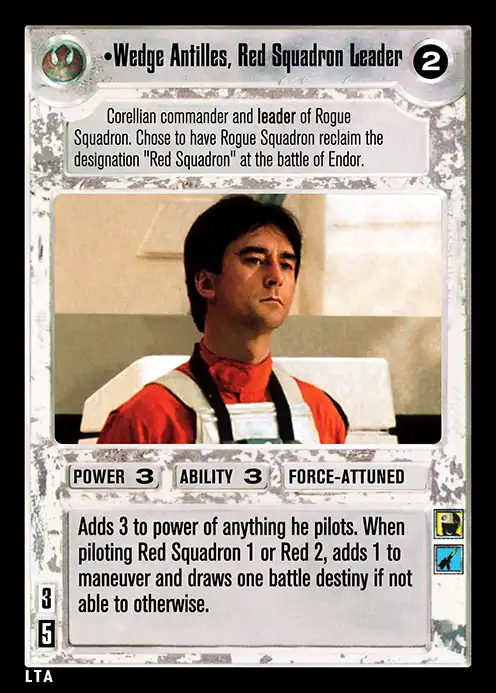 •Wedge Antilles, Red Squadron Leader
2
Corellian commander and leader of Rogue
Squadron. Chose to have Rogue Squadron reclaim the
designation "Red Squadron" at the battle of Endor.
POWER 3 ABILITY 3 FORCE-ATTUNED
Adds 3 to power of anything he pilots. When
piloting Red Squadron 1 or Red 2, adds 1 to
maneuver and draws one battle destiny if not
able to otherwise.
3
5
LTA